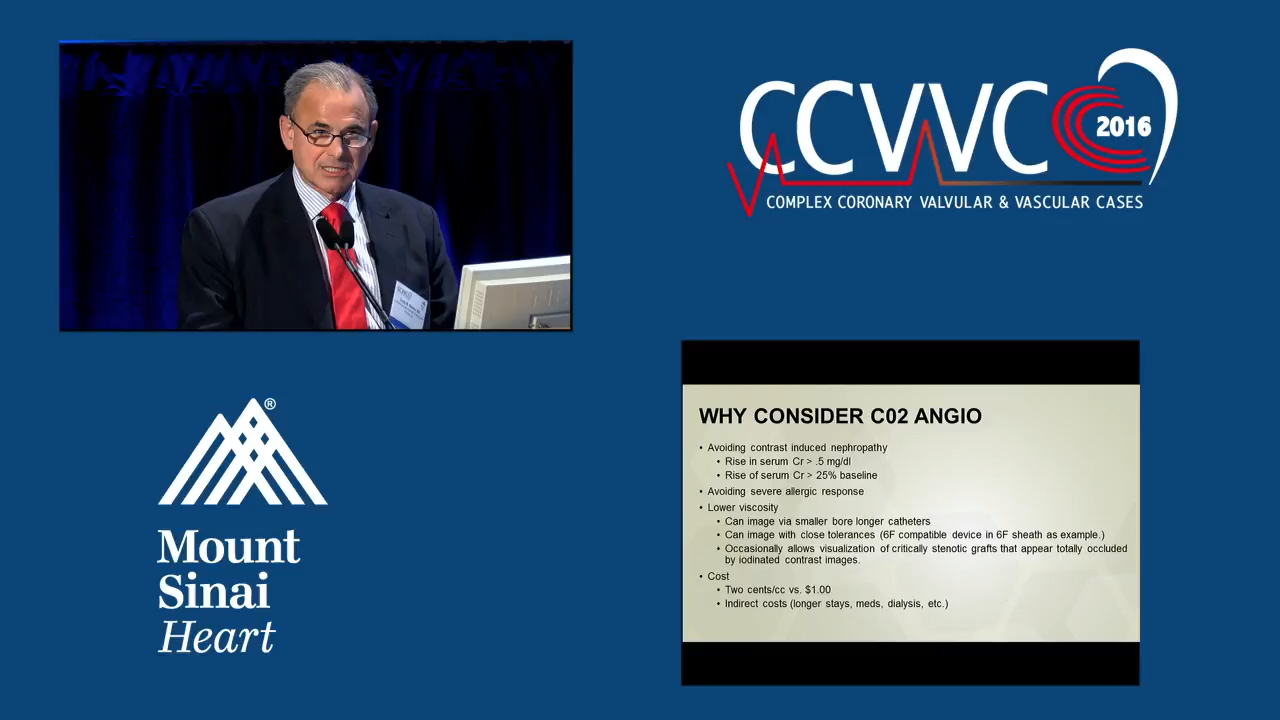 CCVVC
2016
COMPLEX CORONARY VALVULAR & VASCULAR CASES
®
Mount
Sinai
Heart
WHY CONSIDER C02 ANGIO
• Avoiding contrast induced nephropathy
• Rise in serum Cr > .5 mg/dl
• Rise of serum Cr > 25% baseline
• Avoiding severe allergic response
• Lower viscosity
• Can image via smaller bore longer catheters
• Can image with close tolerances (6F compatible device in 6F sheath as example.)
• Occasionally allows visualization of critically stenotic grafts that appear totally occluded
by iodinated contrast images.
• Cost
• Two cents/cc vs. $1.00
• Indirect costs (longer stays, meds, dialysis, etc.)